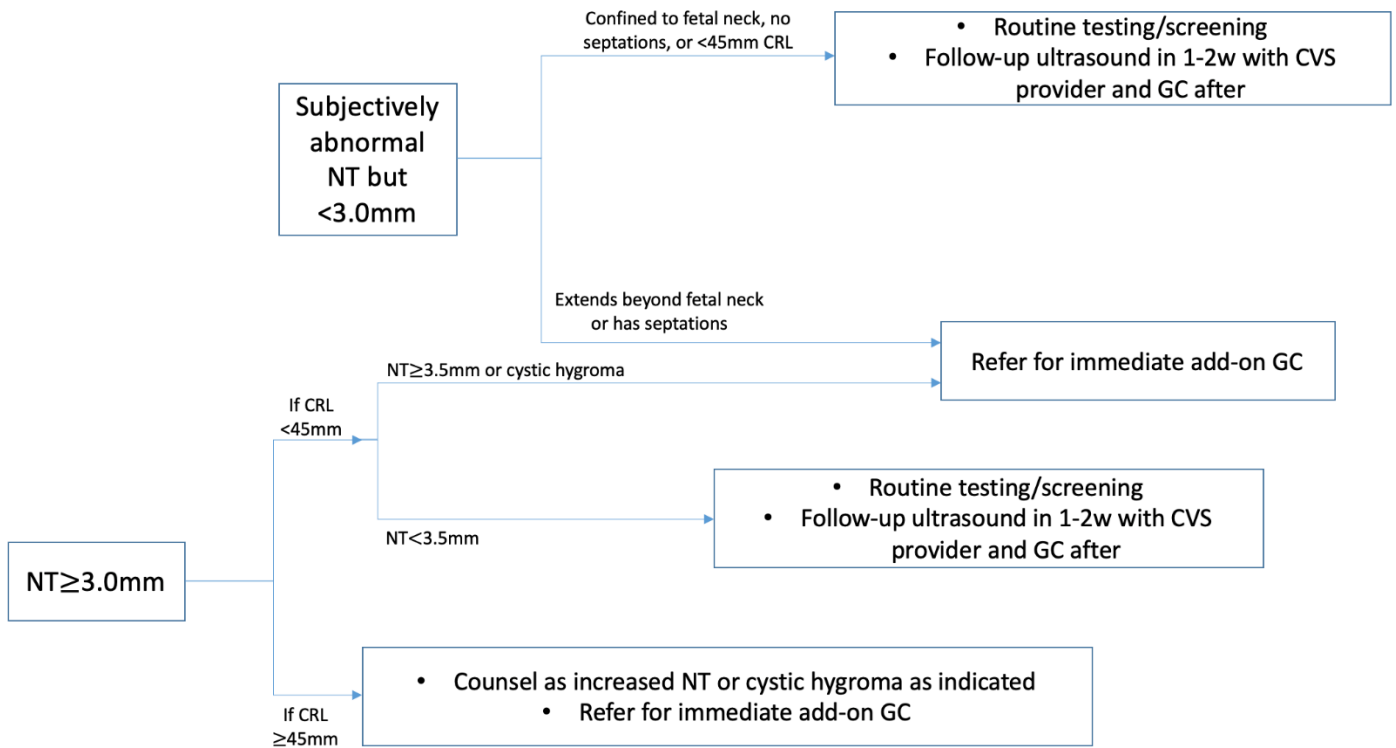 Confined to fetal neck, no
septations, or <45mm CRL
• Routine testing/screening
• Follow-up ultrasound in 1-2w with CVS
provider and GC after
Subjectively
abnormal
NT but
<3.0mm
Extends beyond fetal neck
or has septations
Refer for immediate add-on GC
NT≥3.5mm or cystic hygroma
If CRL
<45mm
• Routine testing/screening
• Follow-up ultrasound in 1-2w with CVS
provider and GC after
NT<3.5mm
NT≥3.0mm
• Counsel as increased NT or cystic hygroma as indicated
• Refer for immediate add-on GC
If CRL
≥45mm